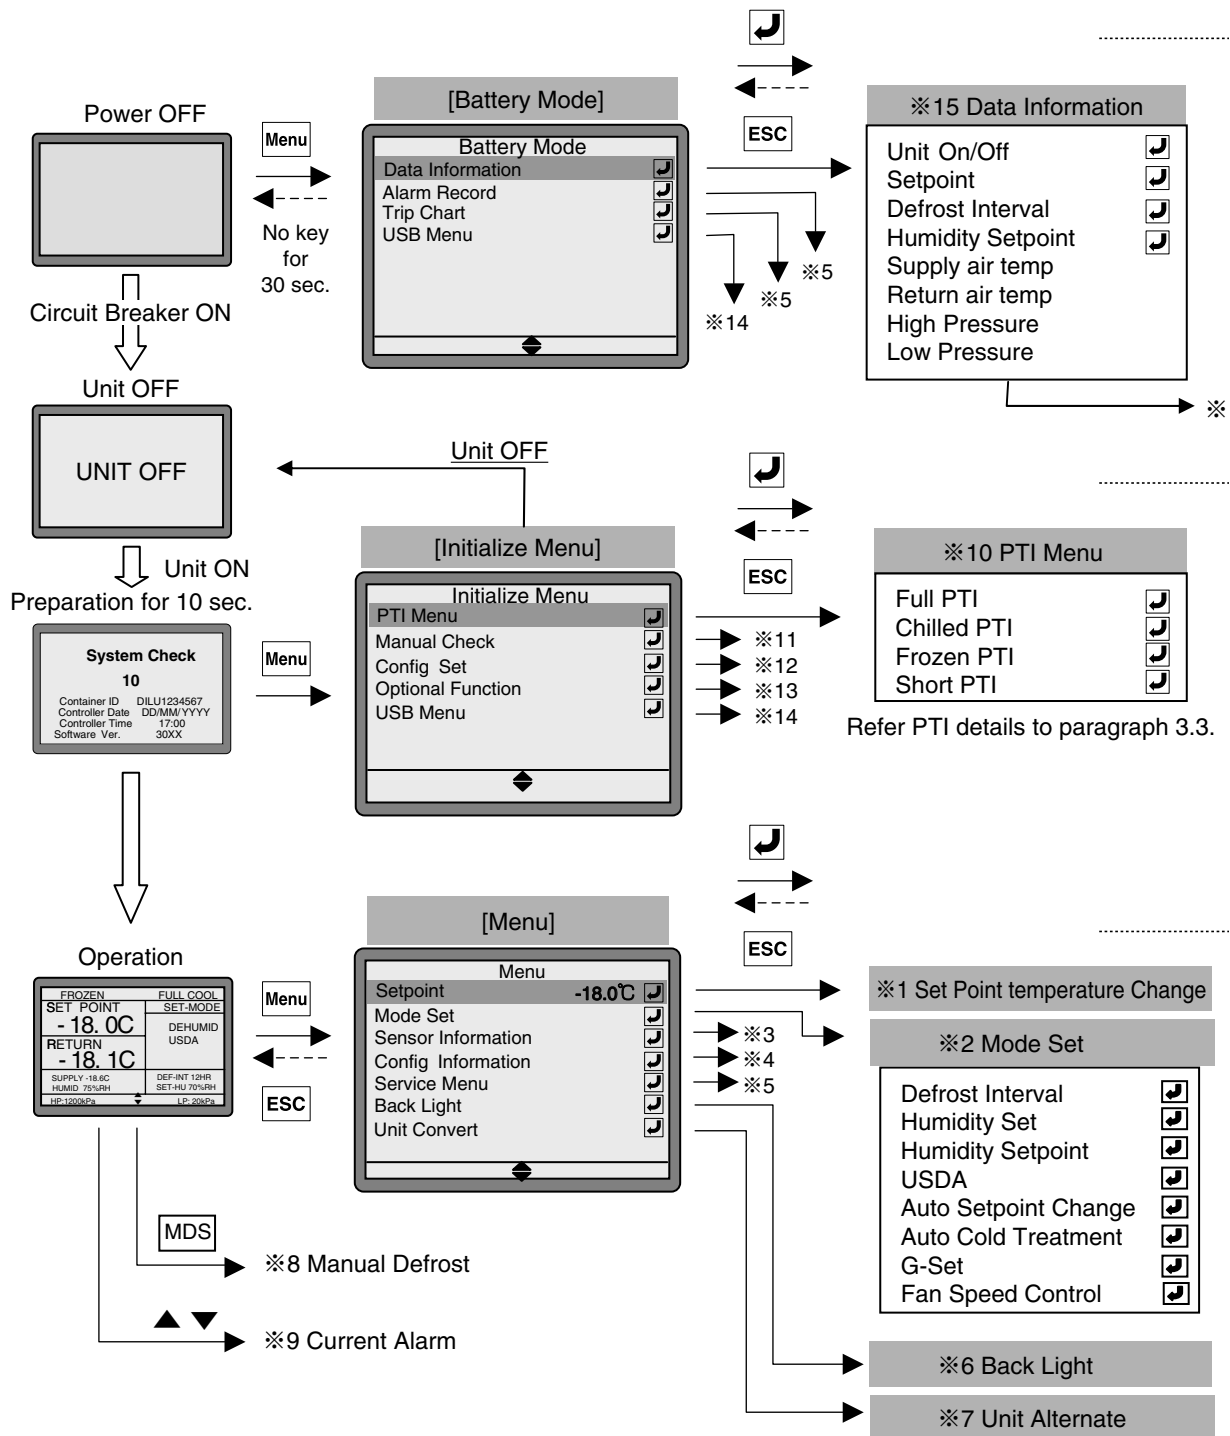 Power OFF
Menu
No key
for
30 sec.
[Battery Mode]
Battery Mode
Data Information
Alarm Record
Trip Chart
USB Menu
ESC
※5
※5
※14
※15 Data Information
Unit On/Off
Setpoint
Defrost Interval
Humidity Setpoint
Supply air temp
Return air temp
High Pressure
Low Pressure
※
Circuit Breaker ON
Unit OFF
UNIT OFF
Unit OFF
Unit ON
Preparation for 10 sec.
System Check
10
Container ID DILU1234567
Controller Date DD/MM/YYYY
Controller Time 17:00
Software Ver. 30XX
Menu
[Initialize Menu]
Initialize Menu
PTI Menu
Manual Check
Config Set
Optional Function
USB Menu
ESC
※11
※12
※13
※14
※10 PTI Menu
Full PTI
Chilled PTI
Frozen PTI
Short PTI
Refer PTI details to paragraph 3.3.
Operation
FROZEN FULL COOL
SET POINT SET-MODE
- 18. 0C
DEHUMID
USDA
RETURN
- 18. 1C
SUPPLY -18.6C DEF-INT 12HR
HUMID 75%RH SET-HU 70%RH
HP:1200kPa LP: 20kPa
Menu
ESC
[Menu]
Menu
Setpoint -18.0℃
Mode Set
Sensor Information
Config Information
Service Menu
Back Light
Unit Convert
ESC
※3
※4
※5
※1 Set Point temperature Change
※2 Mode Set
Defrost Interval
Humidity Set
Humidity Setpoint
USDA
Auto Setpoint Change
Auto Cold Treatment
G-Set
Fan Speed Control
MDS
※8 Manual Defrost
▲ ▼
※9 Current Alarm
※6 Back Light
※7 Unit Alternate